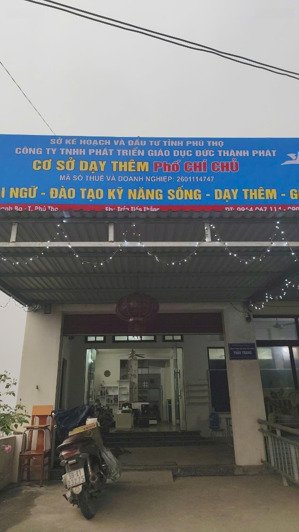 SỞ KẾ HOẠCH VÀ ĐẦU TƯ TỈNH PHÚ THỌ
CÔNG TY TNHH PHÁT TRIỂN GIÁO DỤC ĐỨC THÀNH PHÁT
CƠ SỞ DẠY THÊM Phố CHÍ CHỦ
MÃ SỐ THUẾ VÀ DOANH NGHIỆP: 2601114747
I NGỮ - ĐÀO TẠO KỸ NĂNG SỐNG - DẠY THÊM - G
T. Phú Thọ